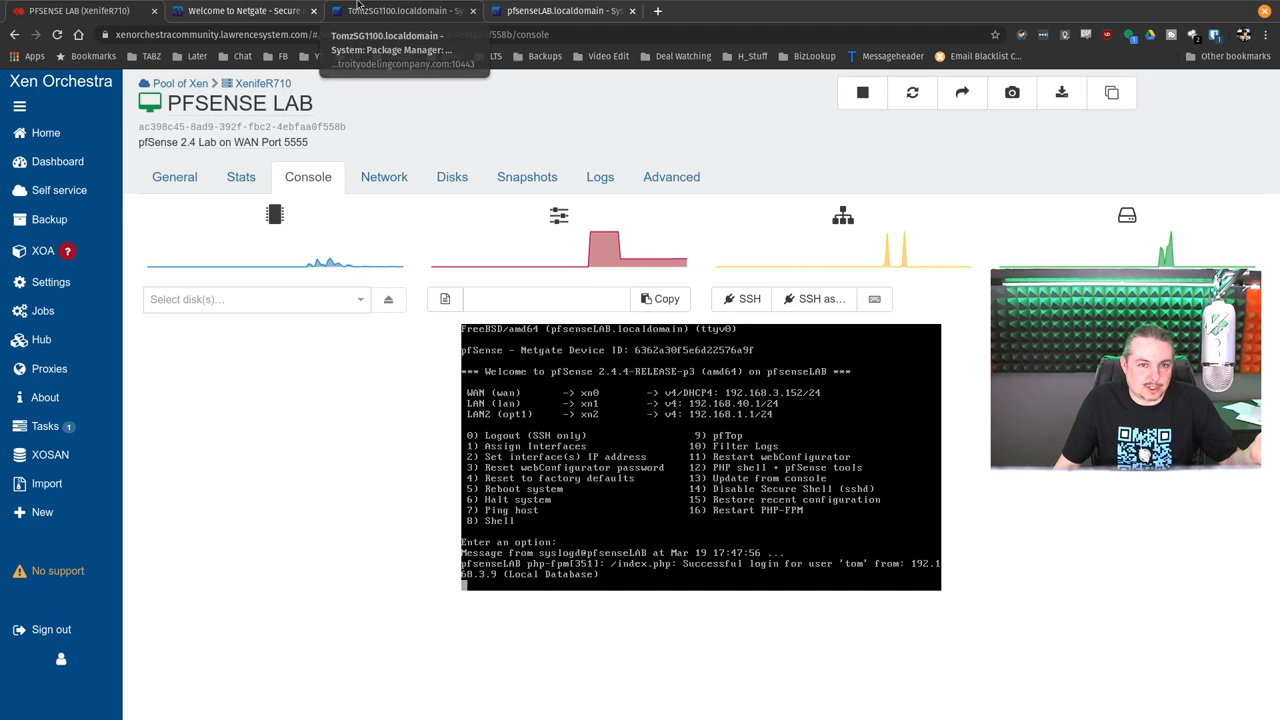 PFSENSE LAB (XenifeR710)
Welcome to Netgate - Secure
TomzSG1100.localdomain - Sy
pfsenseLAB.localdomain - Sy
xenorchestracommunity.lawrencesystem.com/#/
f558b/console
TomzSG1100.localdomain -
System: Package Manager: ...
...troityodelingcompany.com:10443
Apps
Bookmarks
TABZ
Later
Chat
FB
Y
LTS
Backups
Video Edit
Deal Watching
H_Stuff
BizLookup
Messageheader
Email Blacklist C...
Other bookmarks
Xen Orchestra
Home
Dashboard
Self service
Backup
XOA ?
Settings
Jobs
Hub
Proxies
About
Tasks 1
XOSAN
Import
New
No support
Sign out
Pool of Xen
XenifeR710
PFSENSE LAB
ac398c45-8ad9-392f-fbc2-4ebfaa0f558b
pfSense 2.4 Lab on WAN Port 5555
General
Stats
Console
Network
Disks
Snapshots
Logs
Advanced
Select disk(s)...
Copy
SSH
SSH as...
FreeBSD/amd64 (pfsenseLAB.localdomain) (ttyv0)
pfSense - Netgate Device ID: 6362a30f5e6d22576a9f
*** Welcome to pfSense 2.4.4-RELEASE-p3 (amd64) on pfsenseLAB ***
WAN (wan) -> xn0 -> v4/DHCP4: 192.168.3.152/24
LAN (lan) -> xn1 -> v4: 192.168.40.1/24
LAN2 (opt1) -> xn2 -> v4: 192.168.1.1/24
0) Logout (SSH only) 9) pfTop
1) Assign Interfaces 10) Filter Logs
2) Set interface(s) IP address 11) Restart webConfigurator
3) Reset webConfigurator password 12) PHP shell + pfSense tools
4) Reset to factory defaults 13) Update from console
5) Reboot system 14) Disable Secure Shell (sshd)
6) Halt system 15) Restore recent configuration
7) Ping host 16) Restart PHP-FPM
8) Shell
Enter an option:
Message from syslogd@pfsenseLAB at Mar 19 17:47:56 ...
pfsenseLAB php-fpm[351]: /index.php: Successful login for user 'tom' from: 192.1
68.3.9 (Local Database)